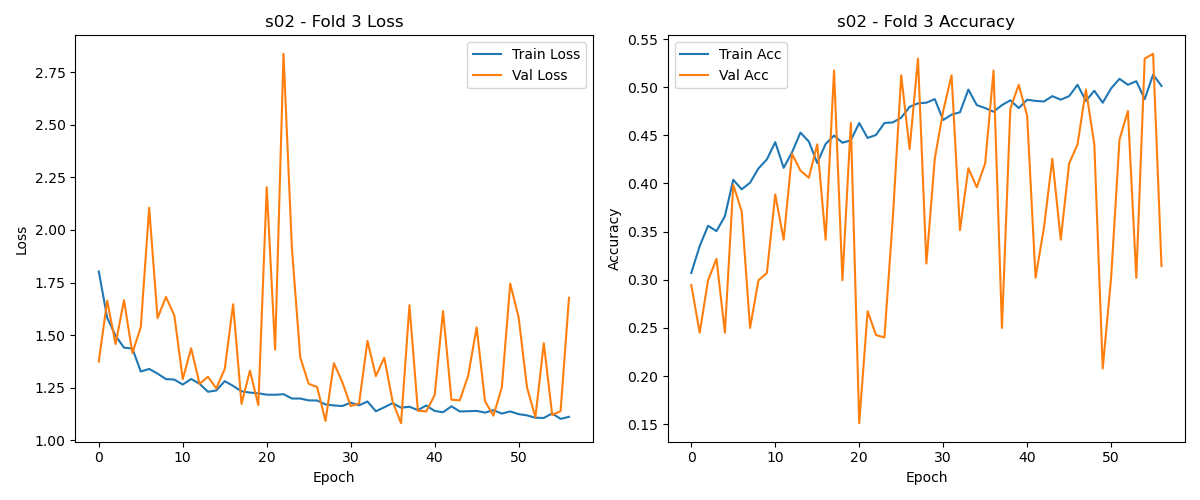 s02 - Fold 3 Loss
Train Loss
Val Loss
2.75
2.50
2.25
2.00
1.75
1.50
1.25
1.00
Loss
0 10 20 30 40 50
Epoch
s02 - Fold 3 Accuracy
Train Acc
Val Acc
0.55
0.50
0.45
0.40
0.35
0.30
0.25
0.20
0.15
Accuracy
0 10 20 30 40 50
Epoch